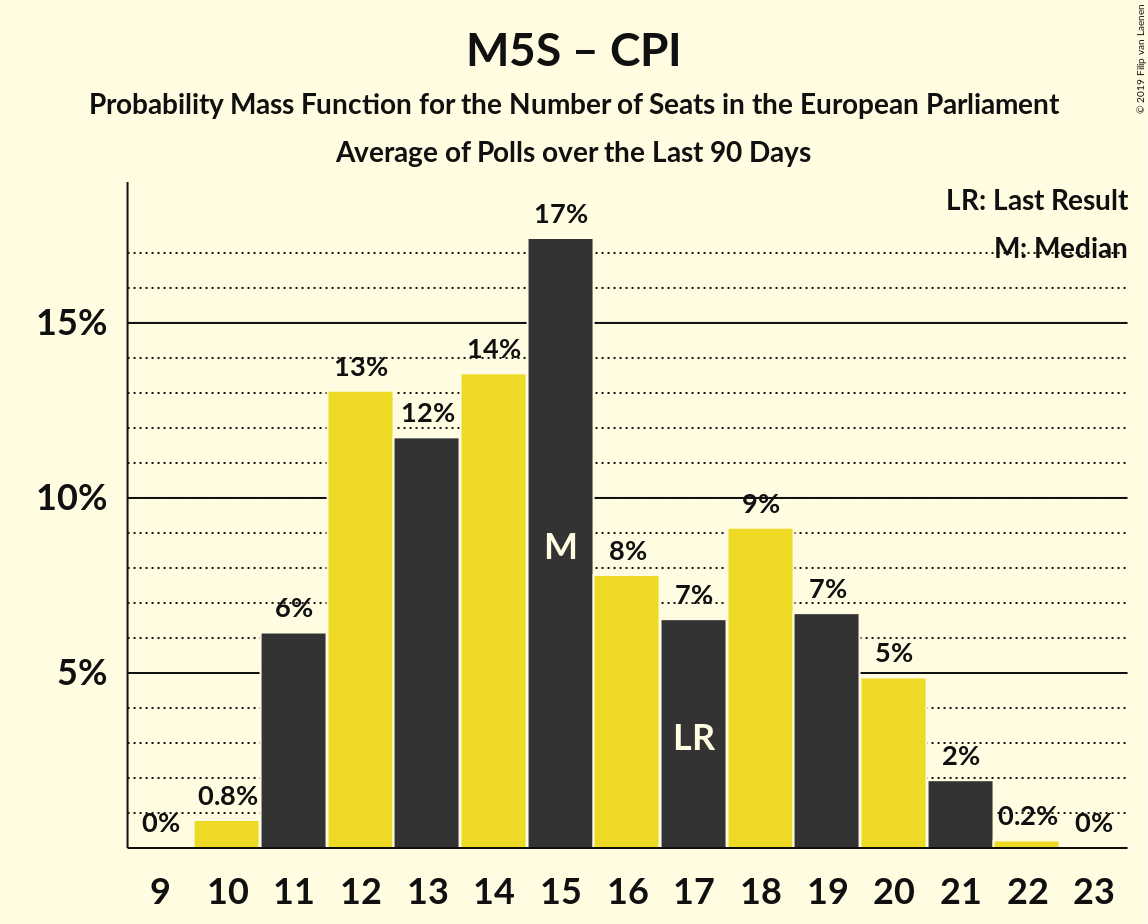 M5S – CPI
Probability Mass Function for the Number of Seats in the European Parliament
Average of Polls over the Last 90 Days
© 2019 Filip van Laenen
LR: Last Result
M: Median
15%
10%
5%
0%
0.8%
6%
13%
12%
14%
17%
8%
7%
9%
7%
5%
2%
0.2%
0%
M
LR
9 10 11 12 13 14 15 16 17 18 19 20 21 22 23